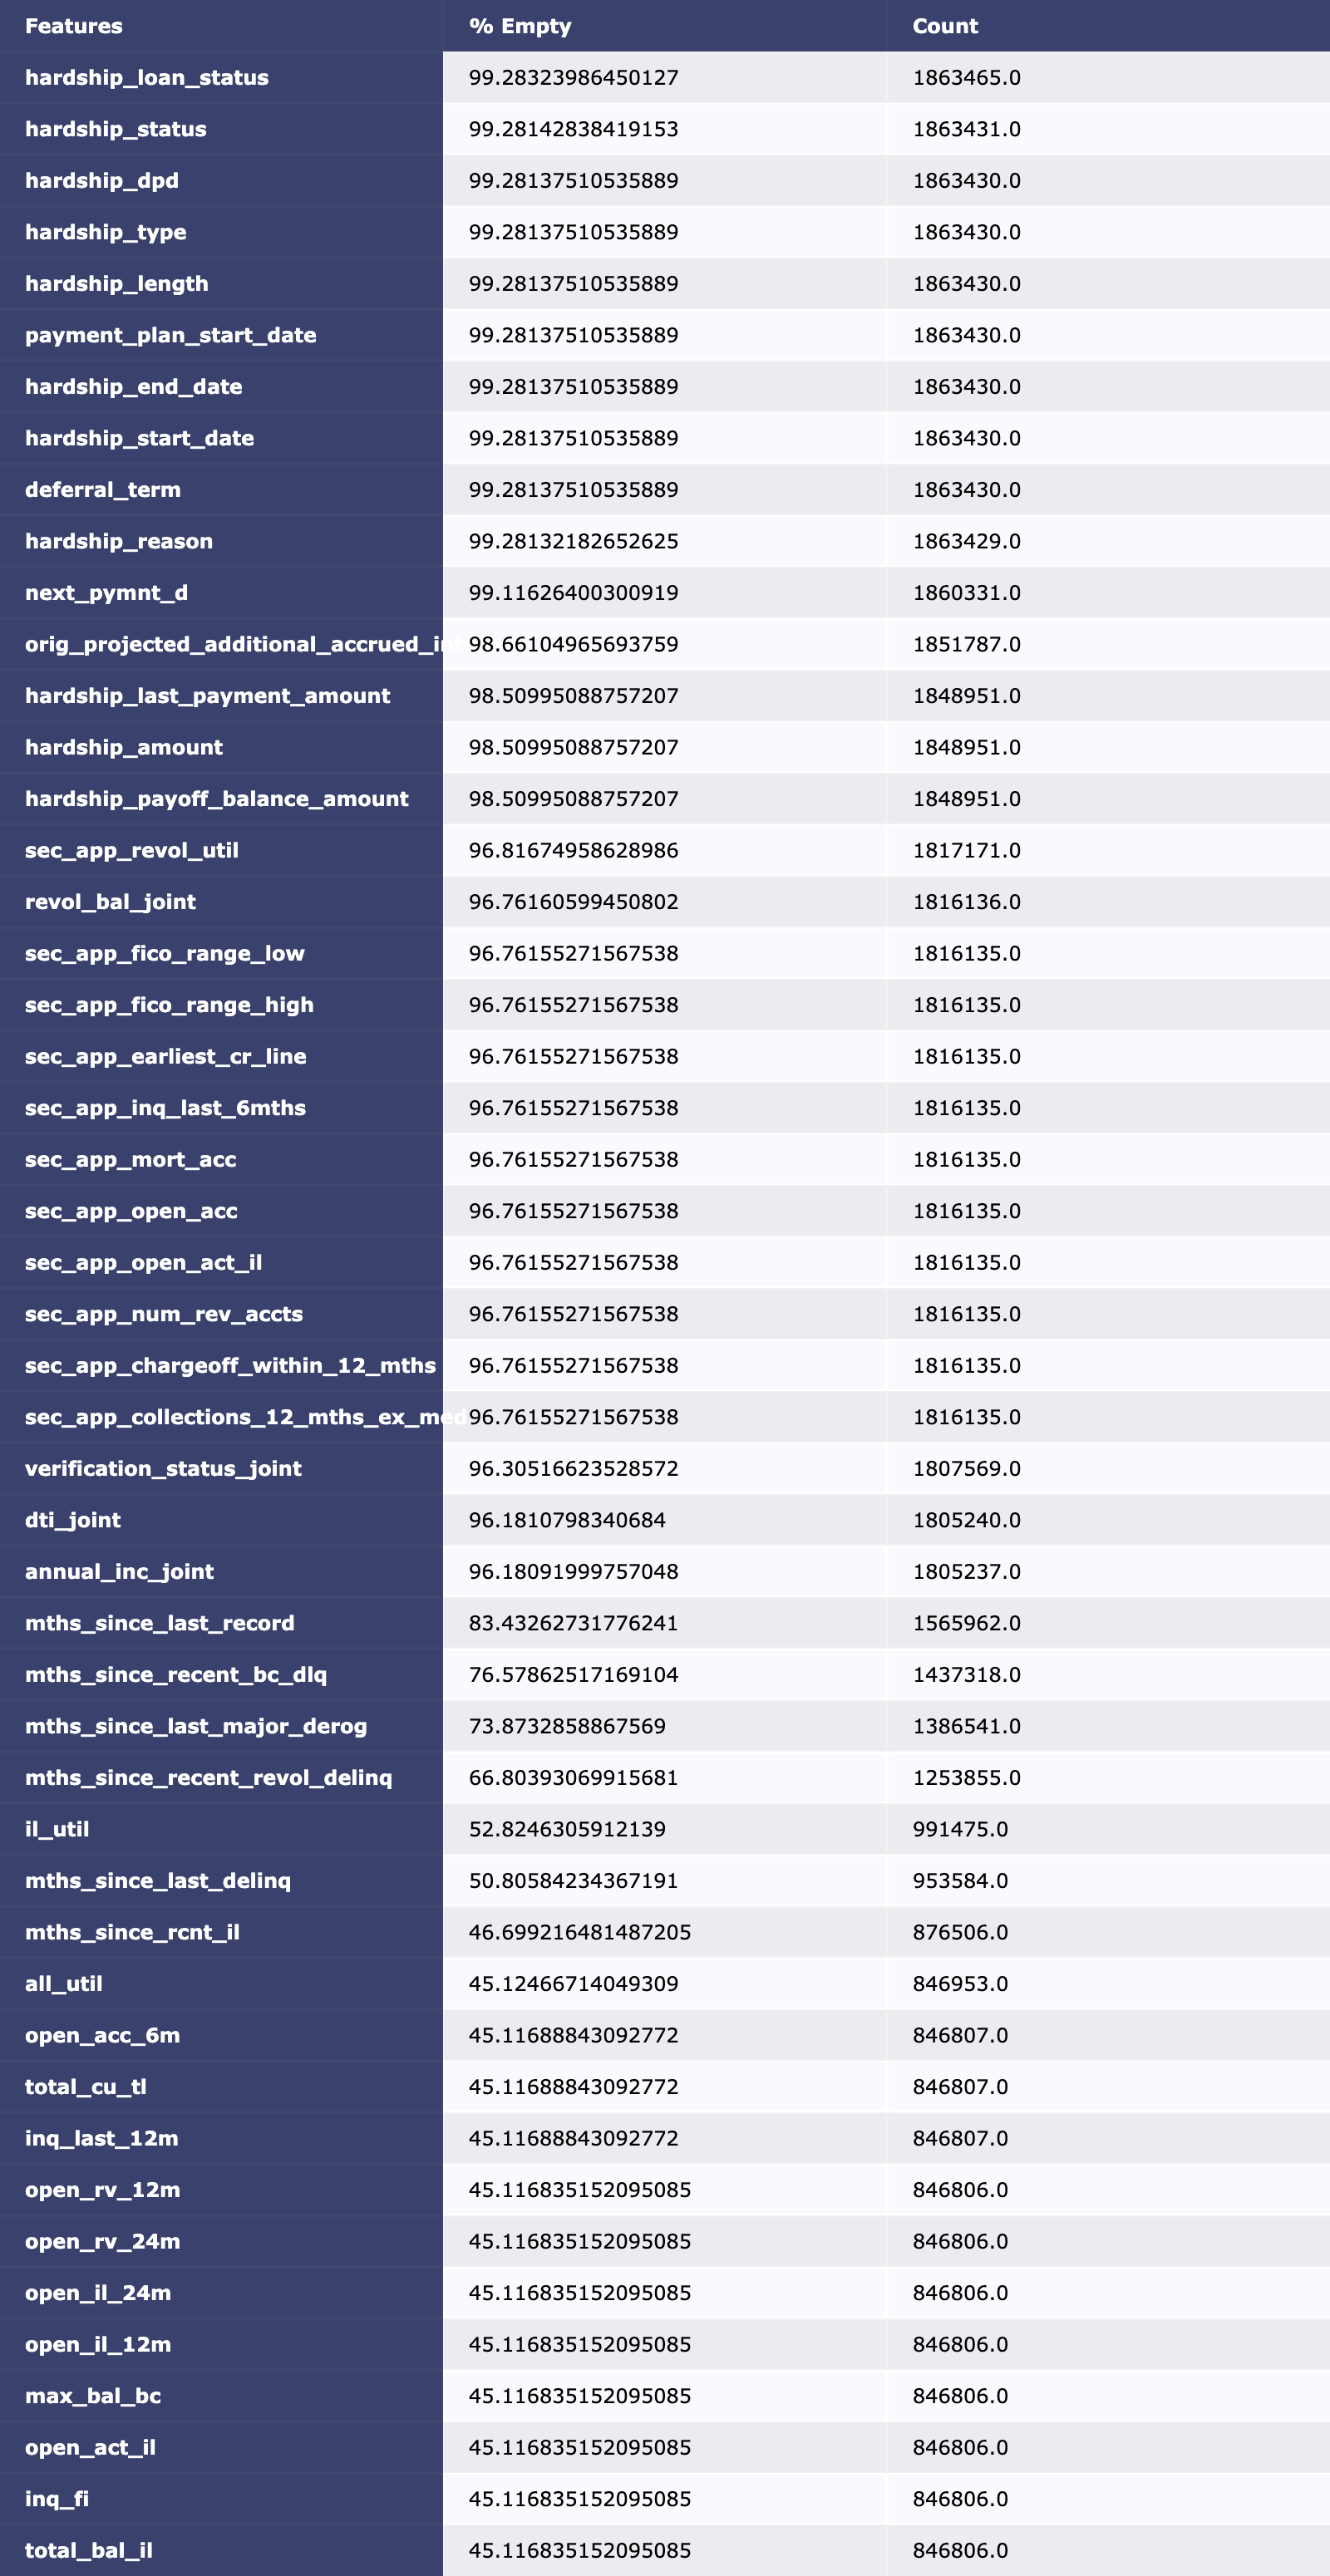 Features % Empty Count
hardship_loan_status 99.28323986450127 1863465.0
hardship_status 99.28142838419153 1863431.0
hardship_dpd 99.28137510535889 1863430.0
hardship_type 99.28137510535889 1863430.0
hardship_length 99.28137510535889 1863430.0
payment_plan_start_date 99.28137510535889 1863430.0
hardship_end_date 99.28137510535889 1863430.0
hardship_start_date 99.28137510535889 1863430.0
deferral_term 99.28137510535889 1863430.0
hardship_reason 99.28132182652625 1863429.0
next_pymnt_d 99.11626400300919 1860331.0
orig_projected_additional_accrued_int 98.66104965693759 1851787.0
hardship_last_payment_amount 98.50995088757207 1848951.0
hardship_amount 98.50995088757207 1848951.0
hardship_payoff_balance_amount 98.50995088757207 1848951.0
sec_app_revol_util 96.81674958628986 1817171.0
revol_bal_joint 96.76160599450802 1816136.0
sec_app_fico_range_low 96.76155271567538 1816135.0
sec_app_fico_range_high 96.76155271567538 1816135.0
sec_app_earliest_cr_line 96.76155271567538 1816135.0
sec_app_inq_last_6mths 96.76155271567538 1816135.0
sec_app_mort_acc 96.76155271567538 1816135.0
sec_app_open_acc 96.76155271567538 1816135.0
sec_app_open_act_il 96.76155271567538 1816135.0
sec_app_num_rev_accts 96.76155271567538 1816135.0
sec_app_chargeoff_within_12_mths 96.76155271567538 1816135.0
sec_app_collections_12_mths_ex_med 96.76155271567538 1816135.0
verification_status_joint 96.30516623528572 1807569.0
dti_joint 96.1810798340684 1805240.0
annual_inc_joint 96.18091999757048 1805237.0
mths_since_last_record 83.43262731776241 1565962.0
mths_since_recent_bc_dlq 76.57862517169104 1437318.0
mths_since_last_major_derog 73.8732858867569 1386541.0
mths_since_recent_revol_delinq 66.80393069915681 1253855.0
il_util 52.8246305912139 991475.0
mths_since_last_delinq 50.80584234367191 953584.0
mths_since_rcnt_il 46.699216481487205 876506.0
all_util 45.12466714049309 846953.0
open_acc_6m 45.11688843092772 846807.0
total_cu_tl 45.11688843092772 846807.0
inq_last_12m 45.11688843092772 846807.0
open_rv_12m 45.116835152095085 846806.0
open_rv_24m 45.116835152095085 846806.0
open_il_24m 45.116835152095085 846806.0
open_il_12m 45.116835152095085 846806.0
max_bal_bc 45.116835152095085 846806.0
open_act_il 45.116835152095085 846806.0
inq_fi 45.116835152095085 846806.0
total_bal_il 45.116835152095085 846806.0